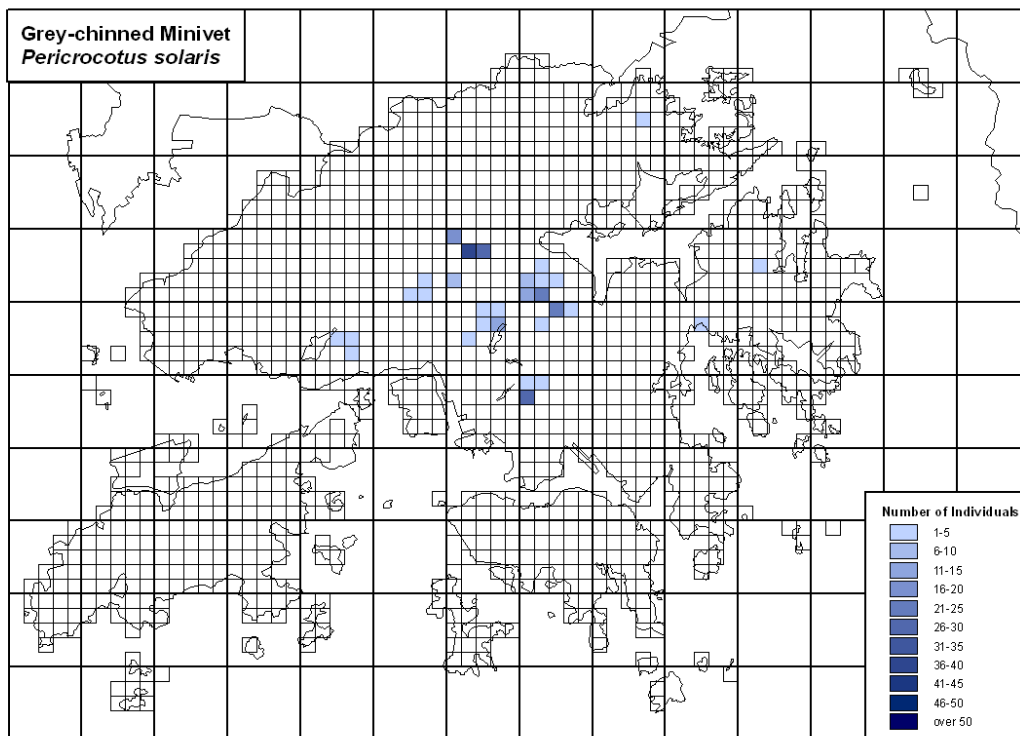 Grey-chinned Minivet
Pericrocotus solaris
Number of Individuals
1-5
6-10
11-15
16-20
21-25
26-30
31-35
36-40
41-45
46-50
over 50